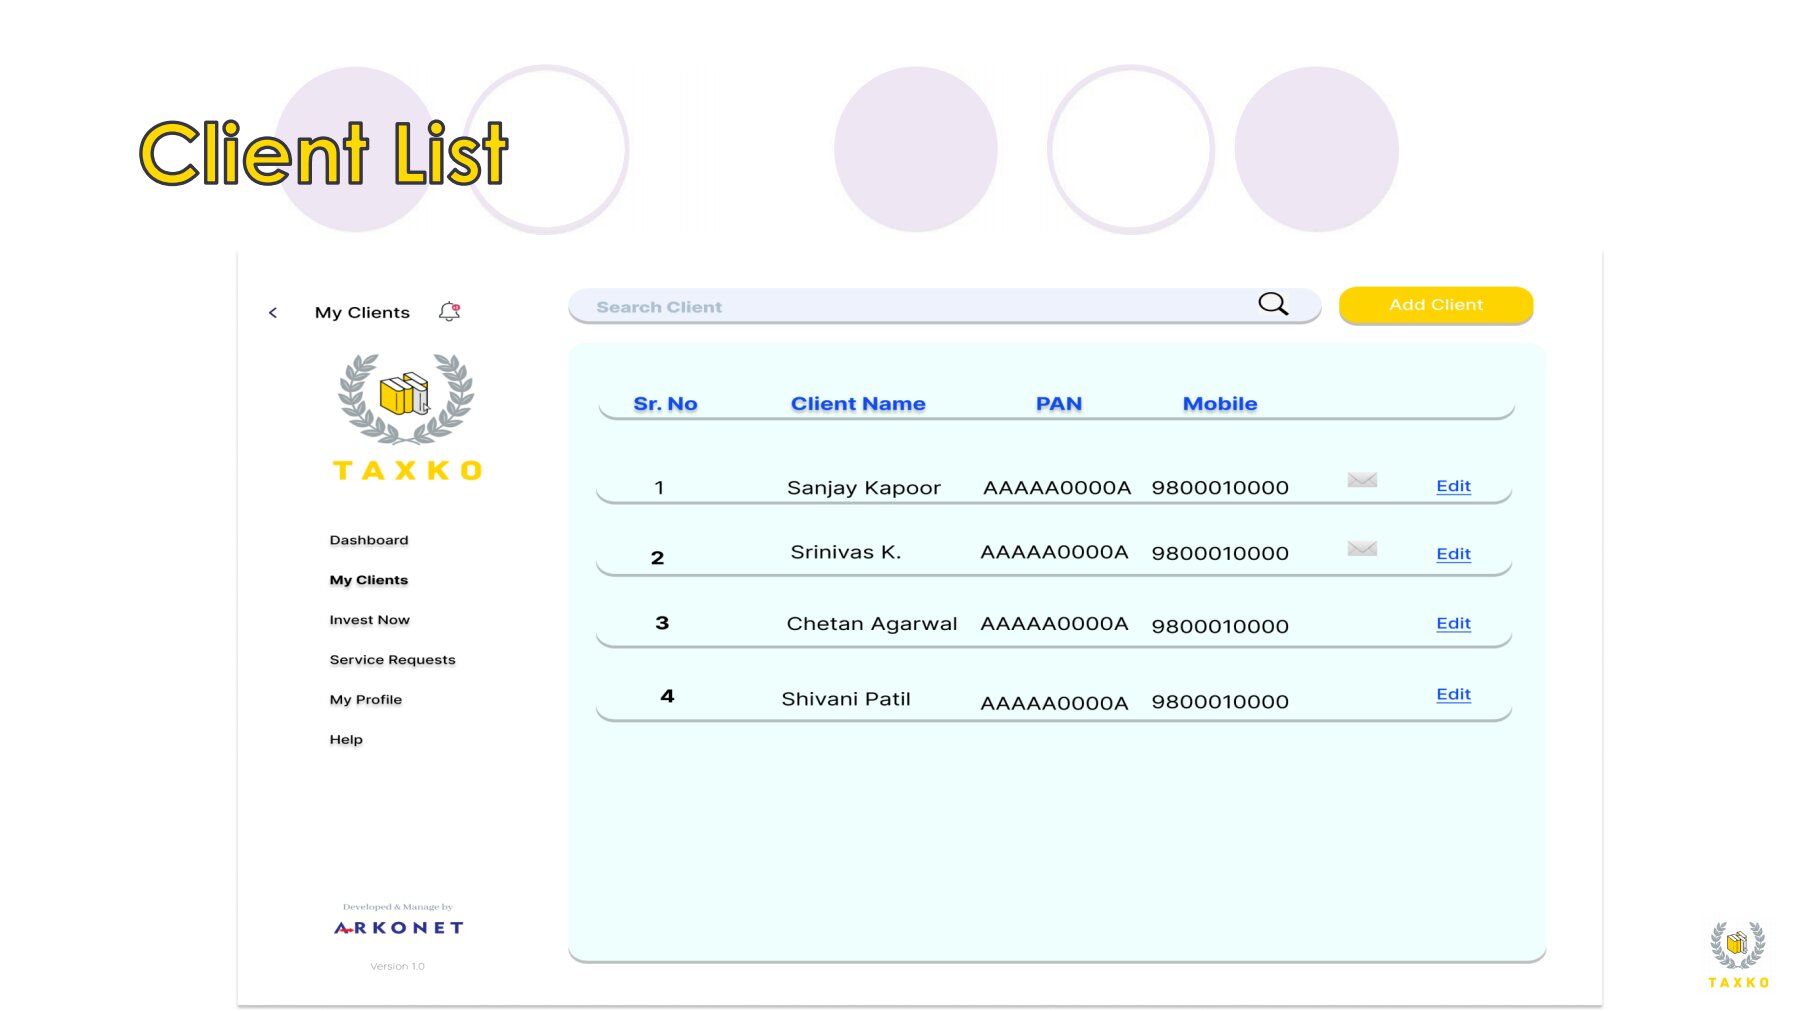 Client List
My Clients
Search Client
Add Client
TAXKO
Dashboard
My Clients
Invest Now
Service Requests
My Profile
Help
Sr. No Client Name PAN Mobile
1 Sanjay Kapoor AAAAA0000A 9800010000 Edit
2 Srinivas K. AAAAA0000A 9800010000 Edit
3 Chetan Agarwal AAAAA0000A 9800010000 Edit
4 Shivani Patil AAAAA0000A 9800010000 Edit
Developed & Manage by
ARKONET
Version 1.0
TAXKO